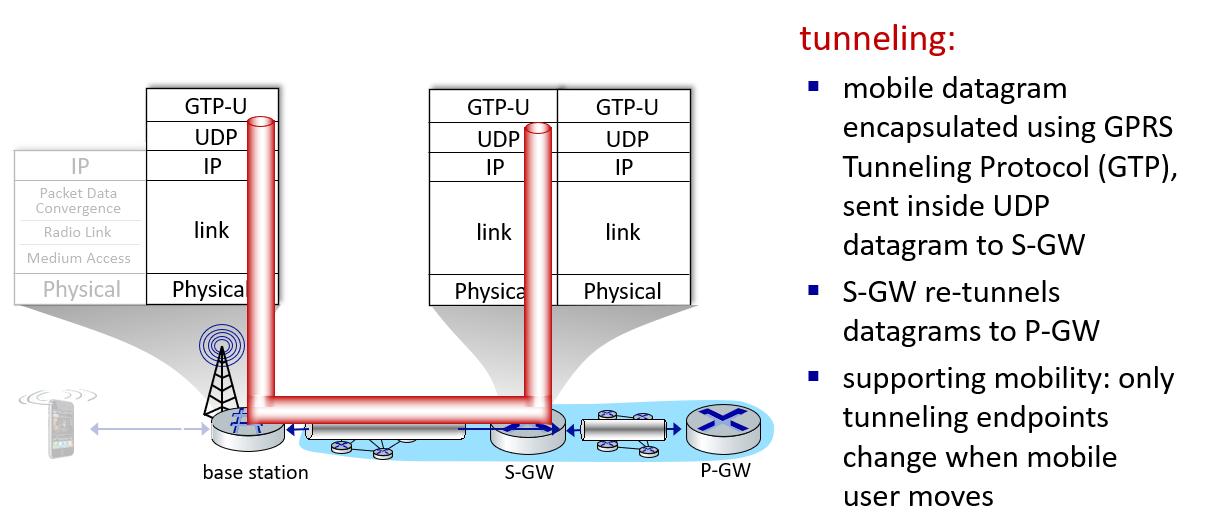 tunneling:
mobile datagram
encapsulated using GPRS
Tunneling Protocol (GTP),
sent inside UDP
datagram to S-GW
S-GW re-tunnels
datagrams to P-GW
supporting mobility: only
tunneling endpoints
change when mobile
user moves
IP
Packet Data
Convergence
Radio Link
Medium Access
Physical
GTP-U
UDP
IP
link
Physical
GTP-U
UDP
IP
link
Physica
GTP-U
UDP
IP
link
Physical
base station
S-GW
P-GW